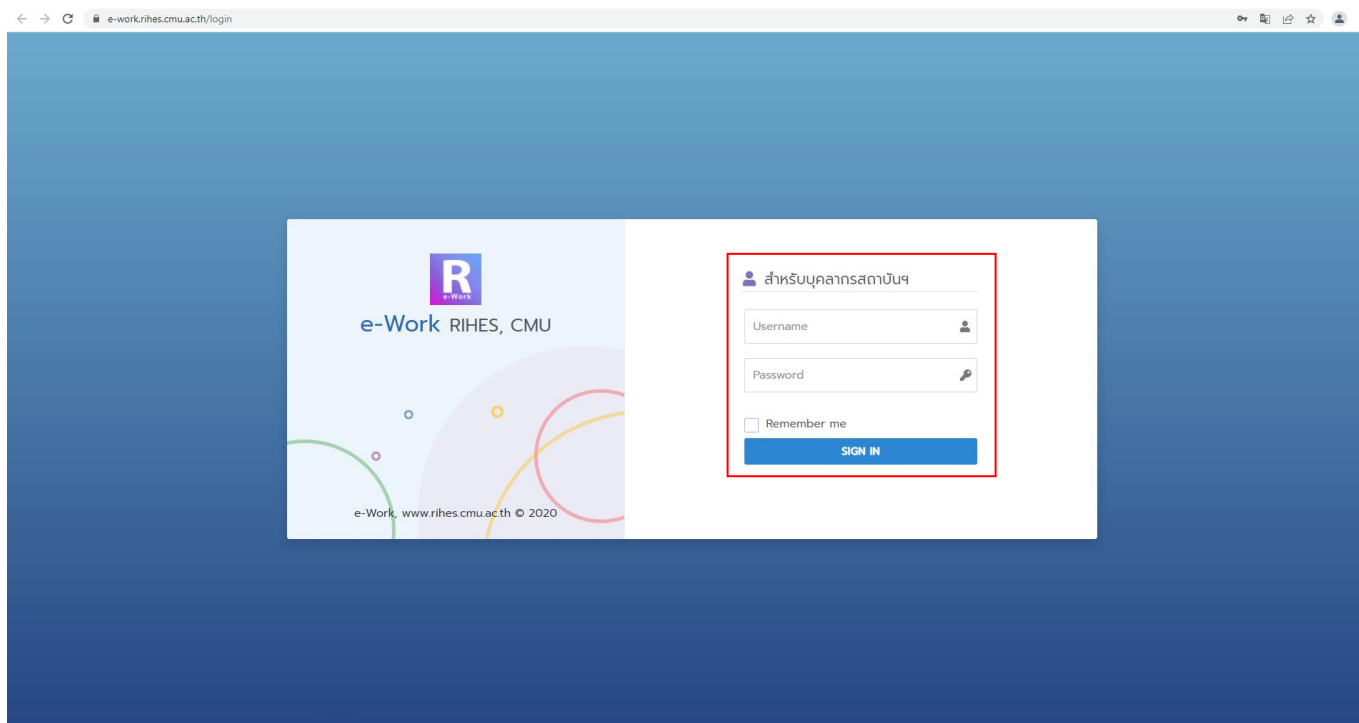 e-work.rihes.cmu.ac.th/login
R
e-Work
e-Work RIHES, CMU
e-Work, www.rihes.cmu.ac.th © 2020
สำหรับบุคลากรสถาบันฯ
Username
Password
Remember me
SIGN IN